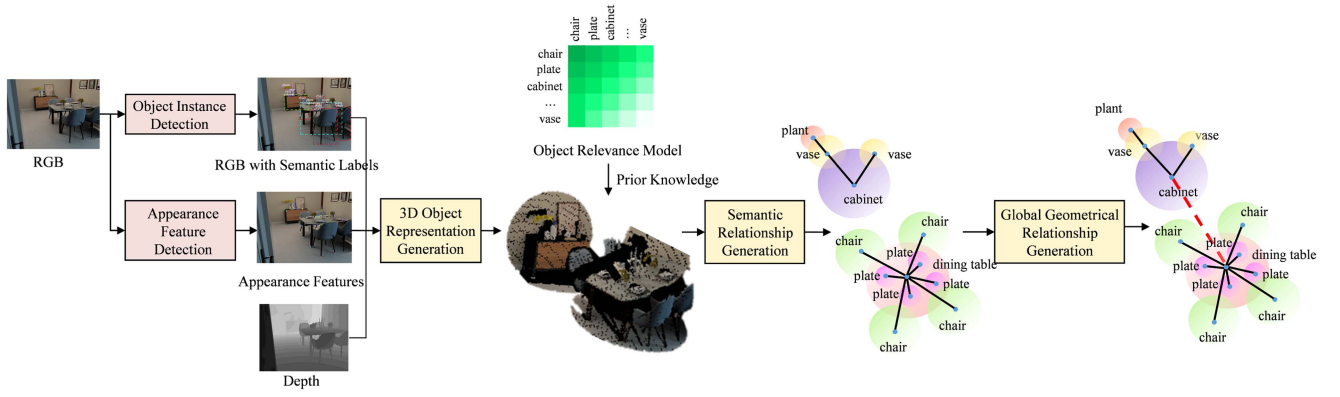 RGB
Object Instance
Detection
Appearance
Feature
Detection
RGB with Semantic Labels
Appearance Features
Depth
3D Object
Representation
Generation
chair
plate
cabinet
...
vase
chair
plate
cabinet
...
vase
Object Relevance Model
Prior Knowledge
Semantic
Relationship
Generation
plant
vase
vase
cabinet
chair
chair
plate
dining table
plate
plate
plate
chair
chair
Global Geometrical
Relationship
Generation
plant
vase
vase
cabinet
chair
chair
plate
dining table
plate
plate
plate
chair
chair